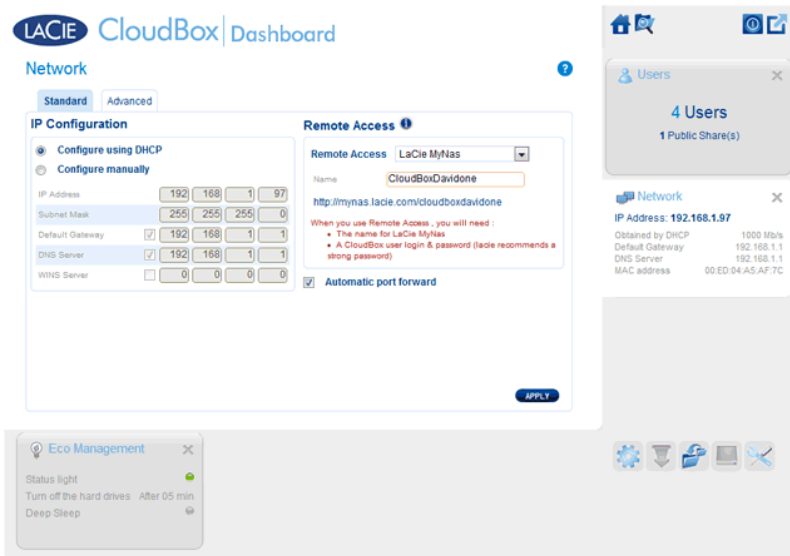 LACIE CloudBox Dashboard
Network
Standard Advanced
IP Configuration
Configure using DHCP
Configure manually
IP Address 192 168 1 97
Subnet Mask 255 255 255 0
Default Gateway 192 168 1 1
DNS Server 192 168 1 1
WINS Server 0 0 0 0
Remote Access
Remote Access LaCie MyNas
Name CloudBoxDavidone
http://mynas.lacie.com/cloudboxdavidone
When you use Remote Access , you will need :
• The name for LaCie MyNas
• A CloudBox user login & password (lacie recommends a
strong password)
Automatic port forward
APPLY
Users
4 Users
1 Public Share(s)
Network
IP Address: 192.168.1.97
Obtained by DHCP 1000 Mb/s
Default Gateway 192.168.1.1
DNS Server 192.168.1.1
MAC address 00:ED:04:A5:AF:7C
Eco Management
Status light
Turn off the hard drives After 05 min
Deep Sleep